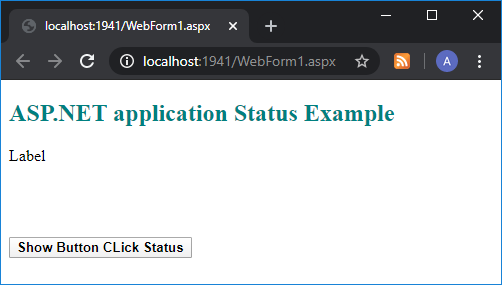 localhost:1941/WebForm1.aspx
localhost:1941/WebForm1.aspx
A
ASP.NET application Status Example
Label
Show Button CLick Status